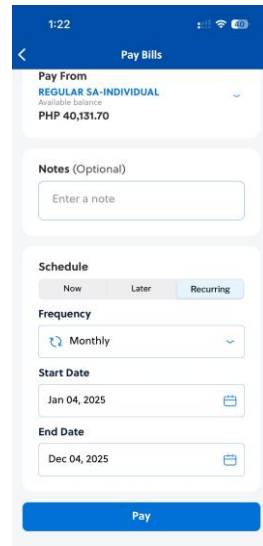 1:22
40
Pay Bills
Pay From
REGULAR SA-INDIVIDUAL
Available balance
PHP 40,131.70
Notes (Optional)
Enter a note
Schedule
Now Later Recurring
Frequency
Monthly
Start Date
Jan 04, 2025
End Date
Dec 04, 2025
Pay